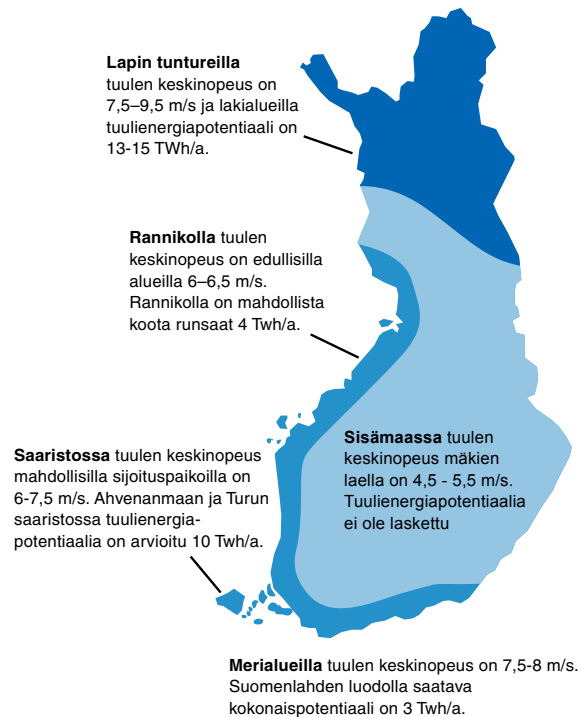 Lapin tuntureilla
tuulen keskinopeus on
7,5–9,5 m/s ja lakialueilla
tuulienergiapotentiaali on
13-15 TWh/a.
Rannikolla tuulen
keskinopeus on edullisilla
alueilla 6–6,5 m/s.
Rannikolla on mahdollista
koota runsaat 4 Twh/a.
Saaristossa tuulen keskinopeus
mahdollisilla sijoituspaikoilla on
6-7,5 m/s. Ahvenanmaan ja Turun
saaristossa tuulienergia-
potentiaalia on arvioitu 10 Twh/a.
Sisämaassa tuulen
keskinopeus mäkien
laella on 4,5 - 5,5 m/s.
Tuulienergiapotentiaalia
ei ole laskettu
Merialueilla tuulen keskinopeus on 7,5-8 m/s.
Suomenlahden luodolla saatava
kokonaispotentiaali on 3 Twh/a.